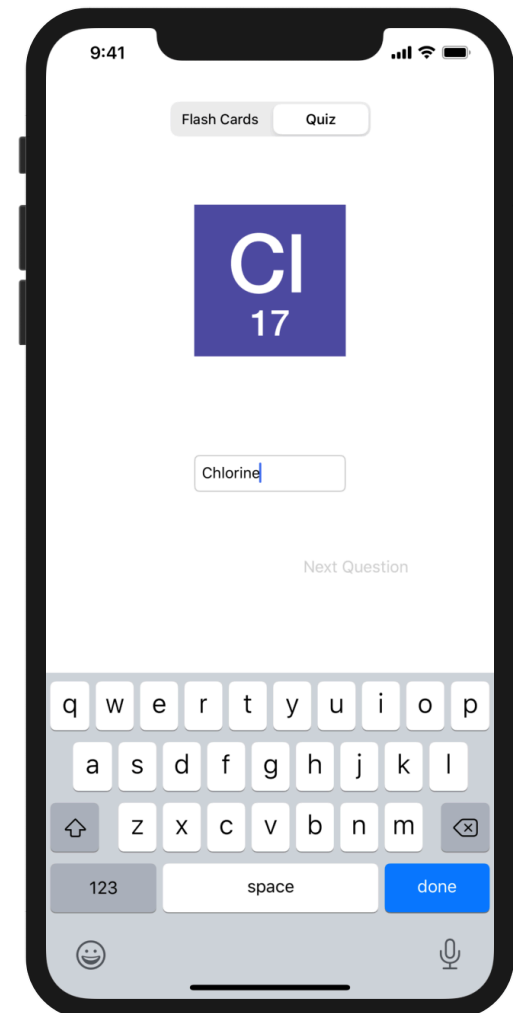 9:41
Flash Cards Quiz
Cl
17
Chlorine
Next Question
q w e r t y u i o p
a s d f g h j k l
z x c v b n m
123 space done